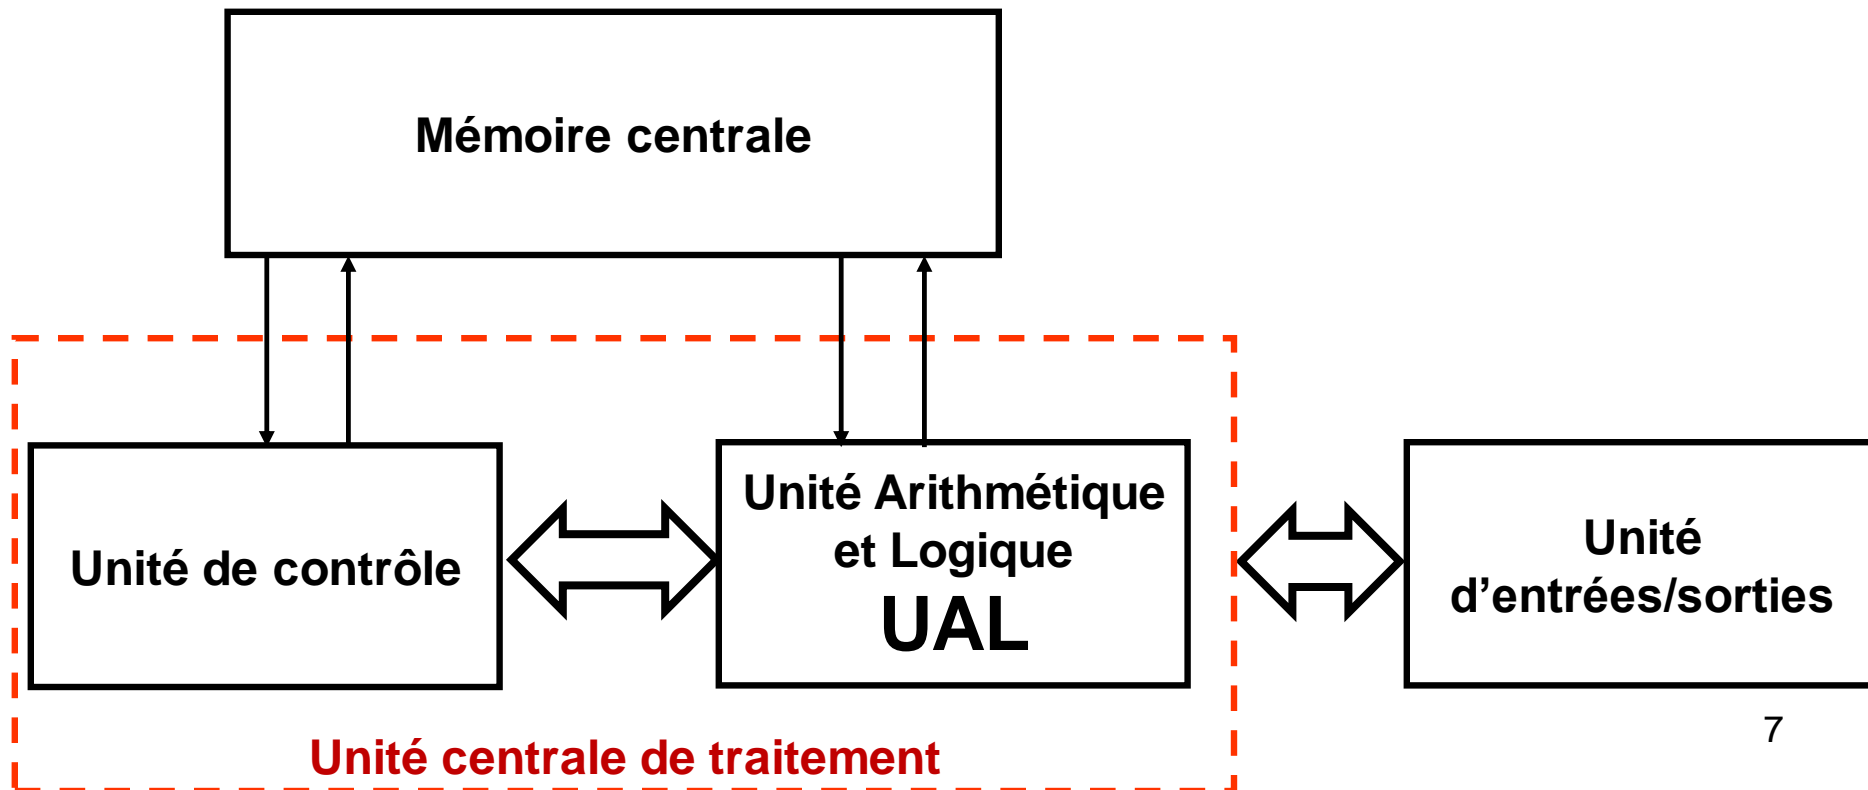 Mémoire centrale
Unité de contrôle
Unité Arithmétique
et Logique
UAL
Unité
d’entrées/sorties
Unité centrale de traitement
7